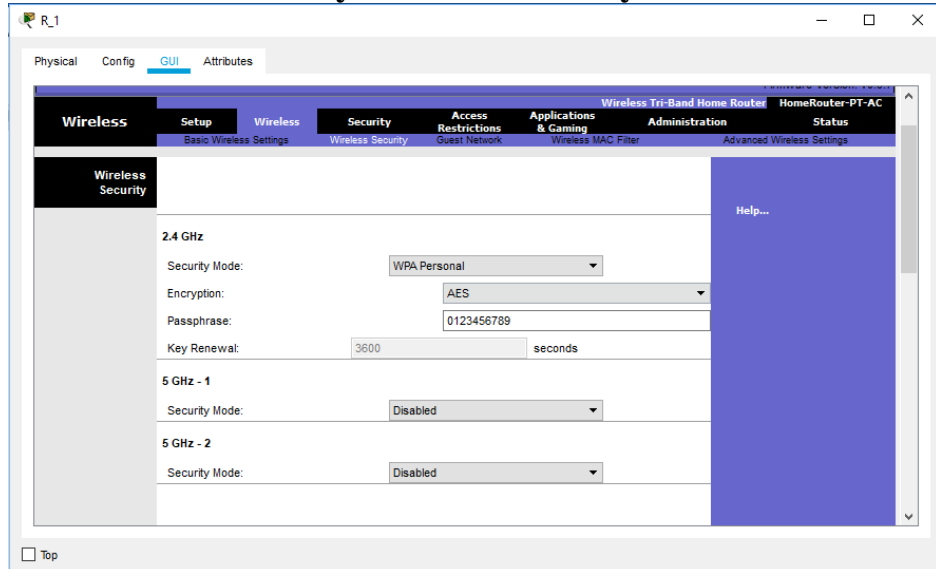 R_1
Physical Config GUI Attributes
Wireless Tri-Band Home Router HomeRouter-PT-AC
Wireless Setup Wireless Security Access Restrictions Applications & Gaming Administration Status
Basic Wireless Settings Wireless Security Guest Network Wireless MAC Filter Advanced Wireless Settings
Wireless
Security
Help...
2.4 GHz
Security Mode: WPA Personal
Encryption: AES
Passphrase: 0123456789
Key Renewal: 3600 seconds
5 GHz - 1
Security Mode: Disabled
5 GHz - 2
Security Mode: Disabled
Top